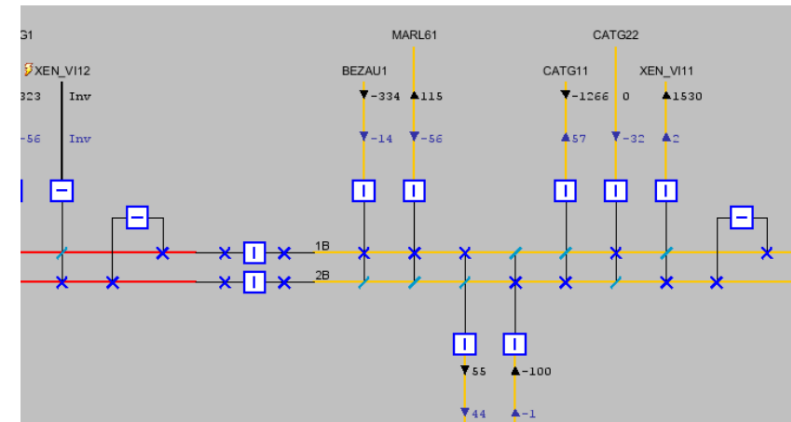 G1
MARL61
CATG22
XEN_VI12
BEZAU1
CATG11
XEN_VI11
323
Inv
-334
115
-1266
0
1530
-56
Inv
-14
-56
57
-32
2
1B
2B
55
-100
44
-1